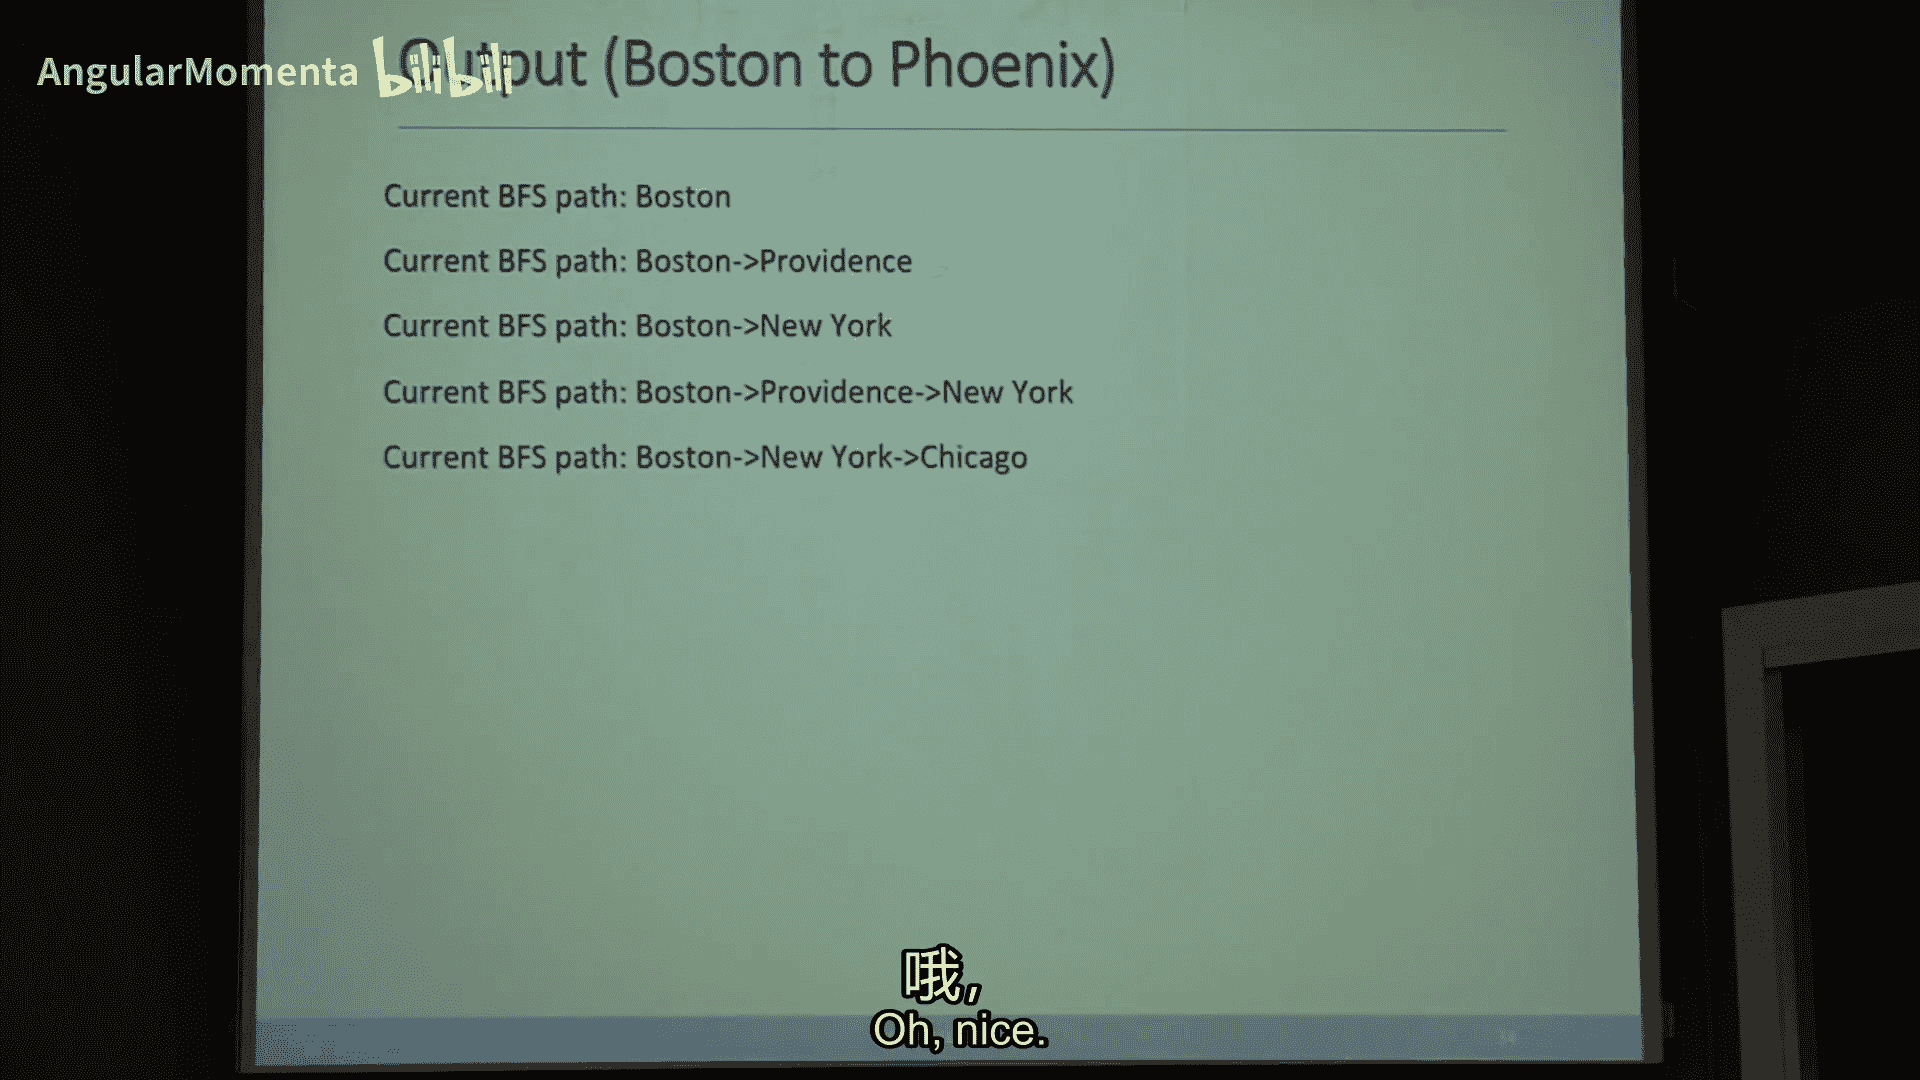 AngularMomenta bilibili
Output (Boston to Phoenix)
Current BFS path: Boston
Current BFS path: Boston->Providence
Current BFS path: Boston->New York
Current BFS path: Boston->Providence->New York
Current BFS path: Boston->New York->Chicago
哦,
Oh, nice.